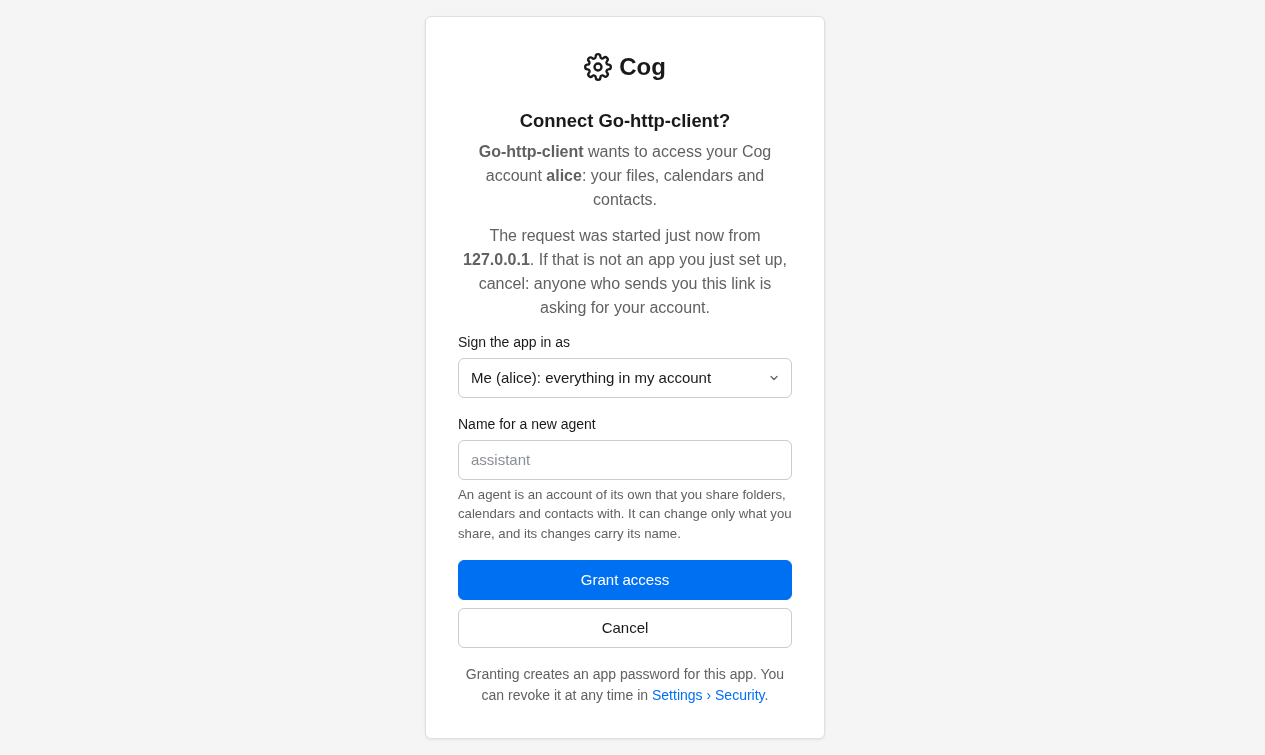 Cog
Connect Go-http-client?
Go-http-client wants to access your Cog
account alice: your files, calendars and
contacts.
The request was started just now from
127.0.0.1. If that is not an app you just set up,
cancel: anyone who sends you this link is
asking for your account.
Sign the app in as
Me (alice): everything in my account
Name for a new agent
assistant
An agent is an account of its own that you share folders,
calendars and contacts with. It can change only what you
share, and its changes carry its name.
Grant access
Cancel
Granting creates an app password for this app. You
can revoke it at any time in Settings › Security.